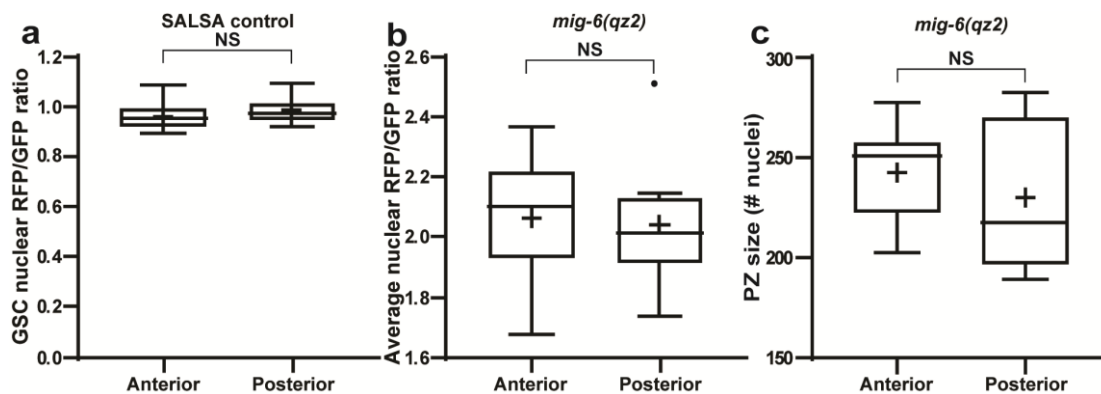 a
SALSA control
NS
GSC nuclear RFP/GFP ratio
1.2
1.0
0.8
0.6
0.4
0.2
0.0
Anterior Posterior
b
mig-6(qz2)
NS
Average nuclear RFP/GFP ratio
2.6
2.4
2.2
2.0
1.8
1.6
Anterior Posterior
c
mig-6(qz2)
NS
PZ size (# nuclei)
300
250
200
150
Anterior Posterior